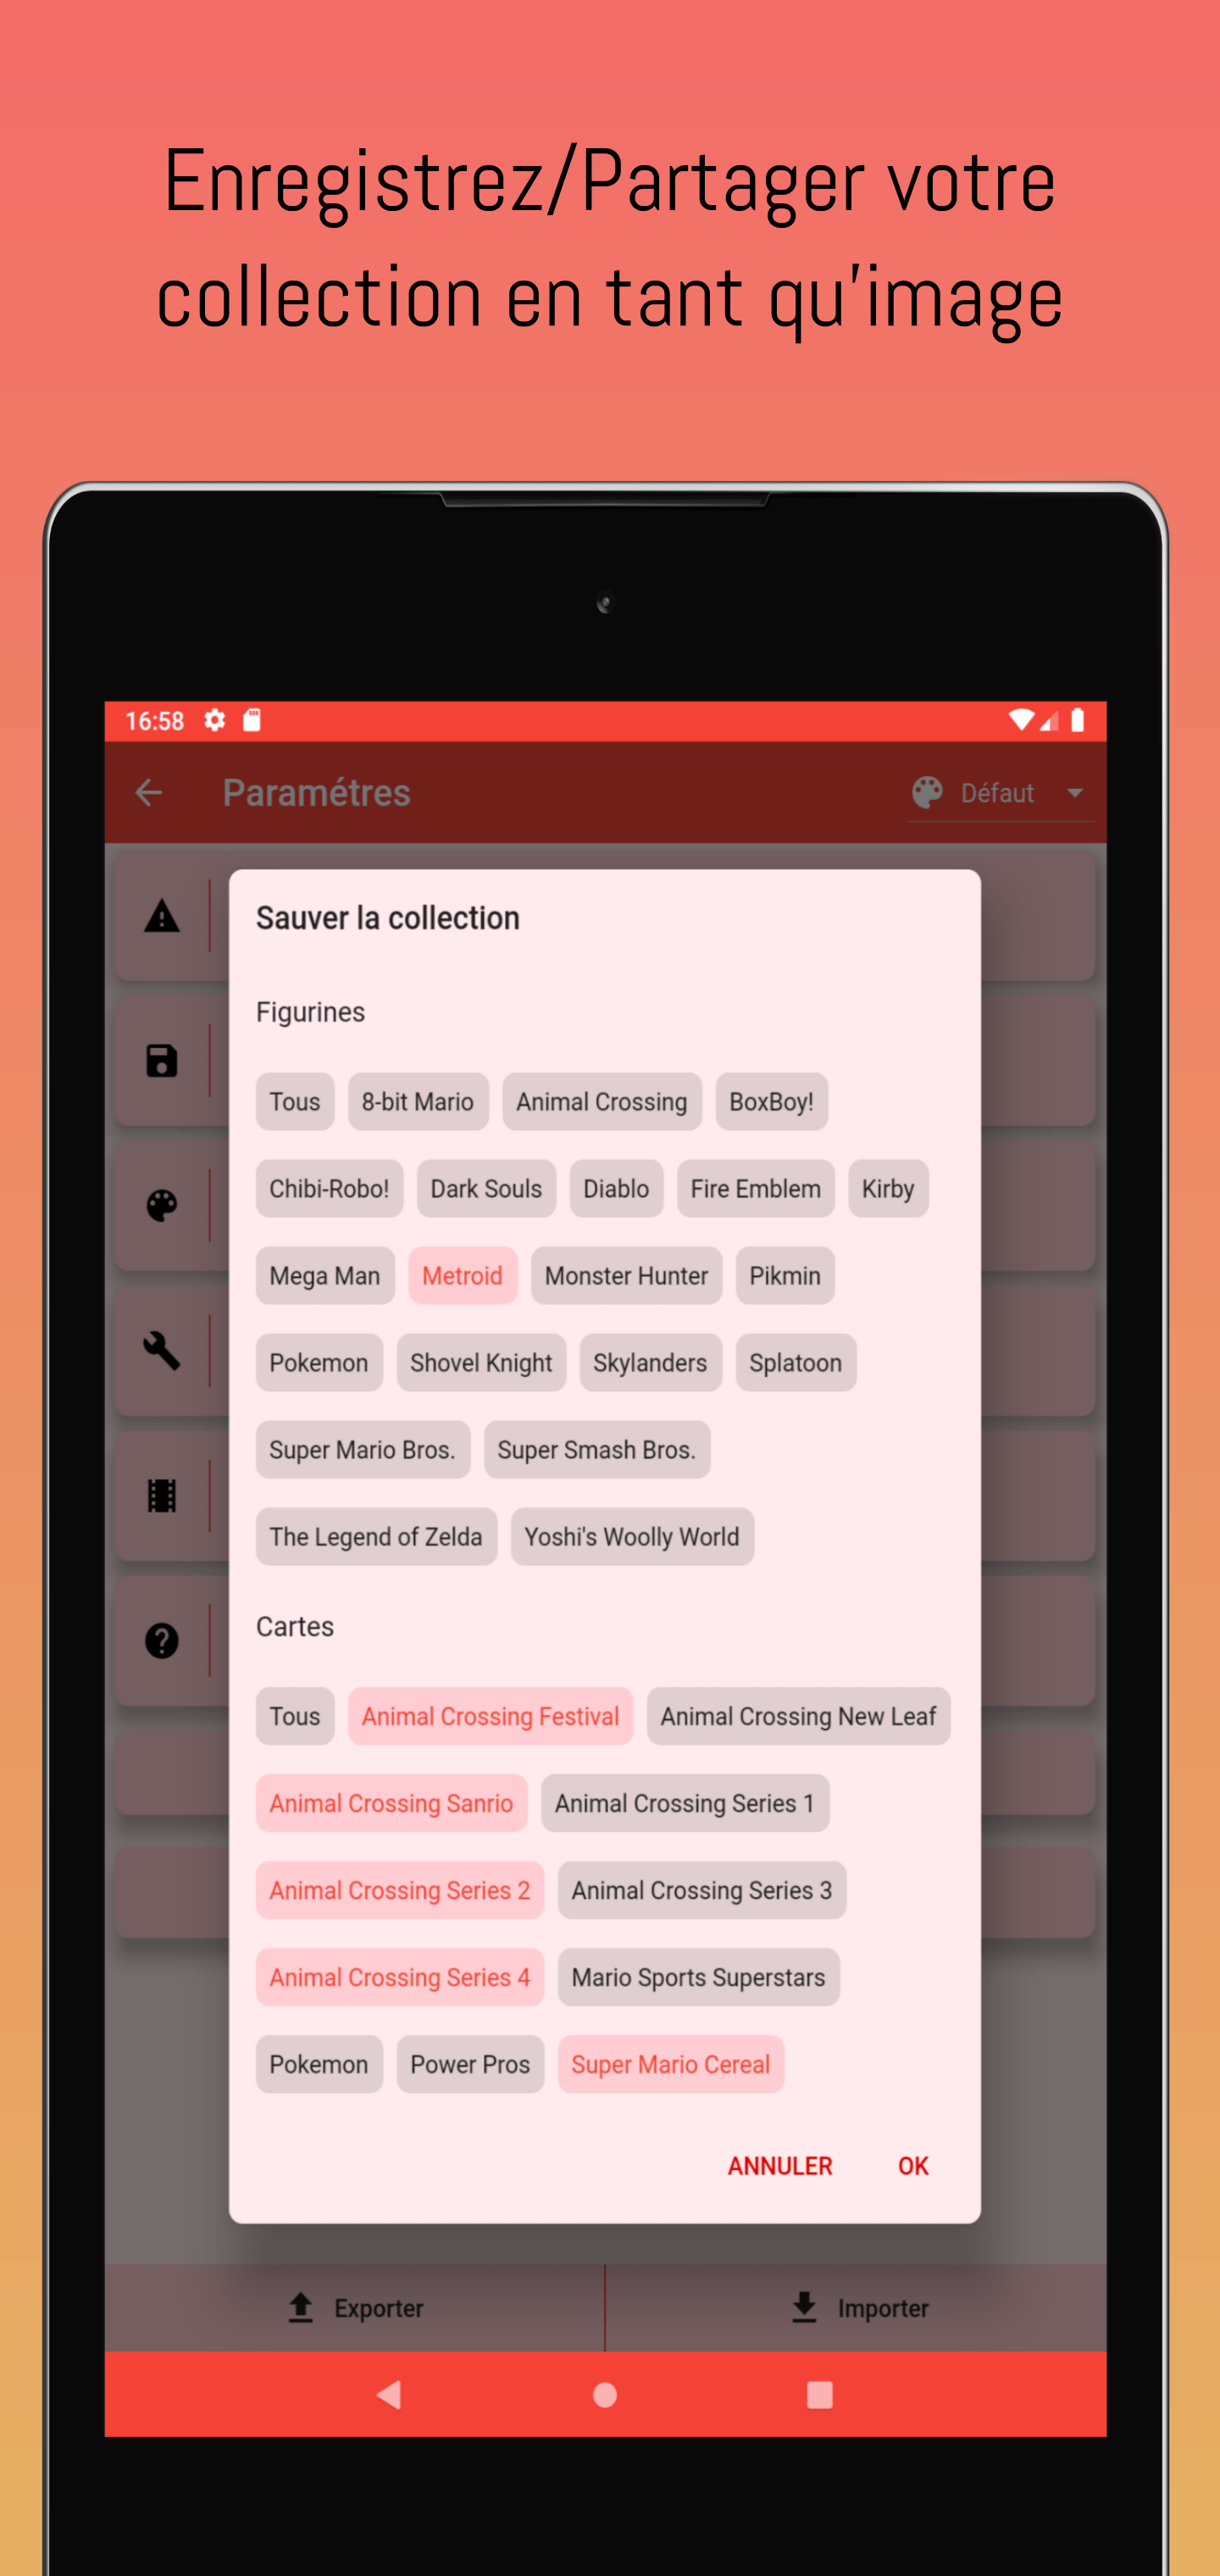 Enregistrez/Partager votre
collection en tant qu'image
16:58
Paramétres
Défaut
Sauver la collection
Figurines
Tous 8-bit Mario Animal Crossing BoxBoy!
Chibi-Robo! Dark Souls Diablo Fire Emblem Kirby
Mega Man Metroid Monster Hunter Pikmin
Pokemon Shovel Knight Skylanders Splatoon
Super Mario Bros. Super Smash Bros.
The Legend of Zelda Yoshi's Woolly World
Cartes
Tous Animal Crossing Festival Animal Crossing New Leaf
Animal Crossing Sanrio Animal Crossing Series 1
Animal Crossing Series 2 Animal Crossing Series 3
Animal Crossing Series 4 Mario Sports Superstars
Pokemon Power Pros Super Mario Cereal
ANNULER OK
Exporter Importer